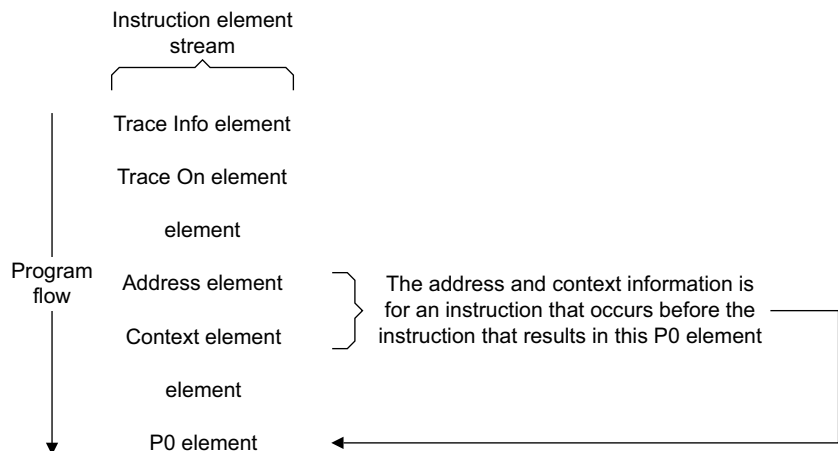 Instruction element
stream
Trace Info element
Trace On element
element
Program
flow
Address element
Context element
The address and context information is
for an instruction that occurs before the
instruction that results in this P0 element
element
P0 element